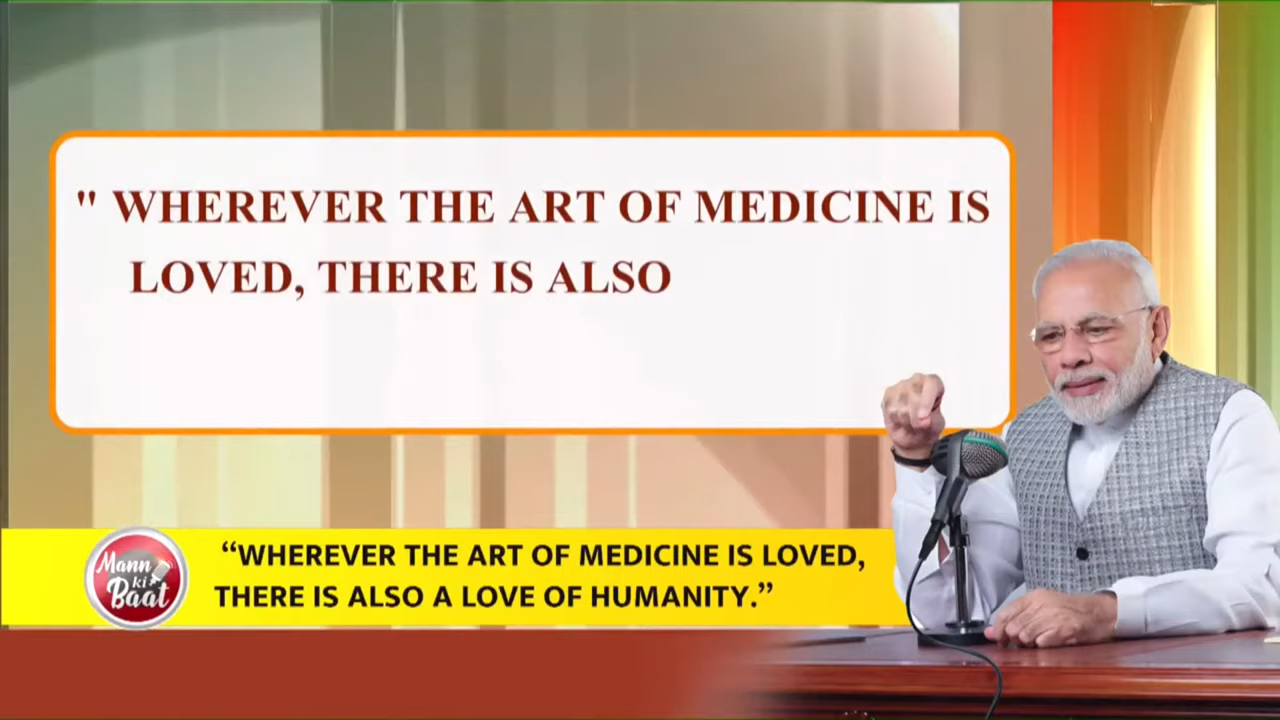 " WHEREVER THE ART OF MEDICINE IS
LOVED, THERE IS ALSO
“WHEREVER THE ART OF MEDICINE IS LOVED,
THERE IS ALSO A LOVE OF HUMANITY.”
Mann
ki
Baat